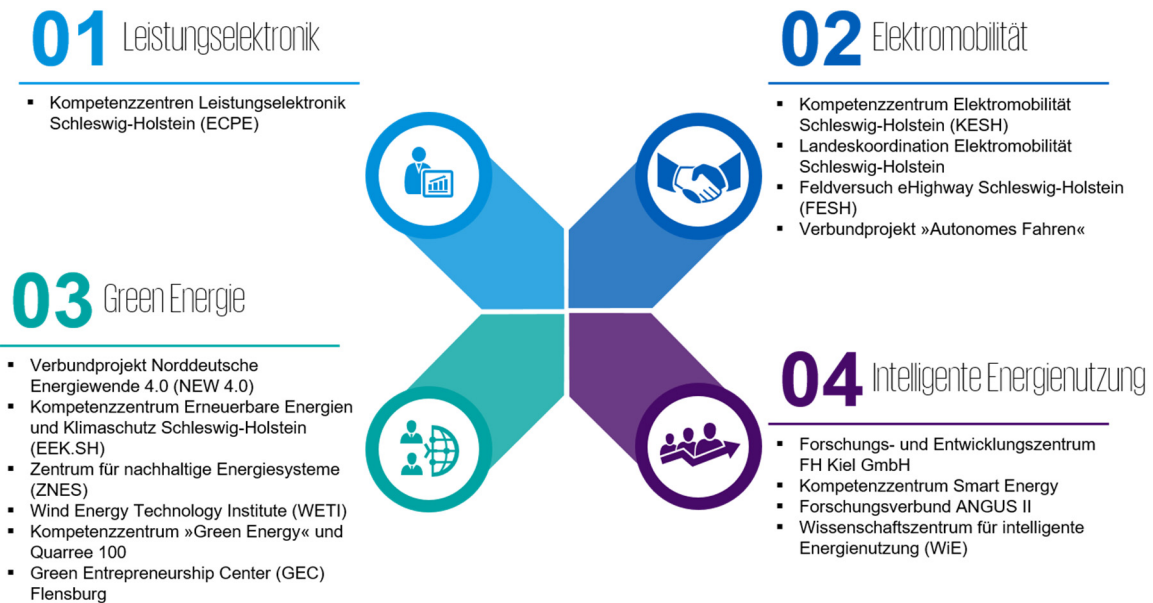 01 Leistungselektronik
▪ Kompetenzzentren Leistungselektronik
Schleswig-Holstein (ECPE)
02 Elektromobilität
▪ Kompetenzzentrum Elektromobilität
Schleswig-Holstein (KESH)
▪ Landeskoordination Elektromobilität
Schleswig-Holstein
▪ Feldversuch eHighway Schleswig-Holstein
(FESH)
▪ Verbundprojekt »Autonomes Fahren«
03 Green Energie
▪ Verbundprojekt Norddeutsche
Energiewende 4.0 (NEW 4.0)
▪ Kompetenzzentrum Erneuerbare Energien
und Klimaschutz Schleswig-Holstein
(EEK.SH)
▪ Zentrum für nachhaltige Energiesysteme
(ZNES)
▪ Wind Energy Technology Institute (WETI)
▪ Kompetenzzentrum »Green Energy« und
Quarree 100
▪ Green Entrepreneurship Center (GEC)
Flensburg
04 Intelligente Energienutzung
▪ Forschungs- und Entwicklungszentrum
FH Kiel GmbH
▪ Kompetenzzentrum Smart Energy
▪ Forschungsverbund ANGUS II
▪ Wissenschaftszentrum für intelligente
Energienutzung (WiE)